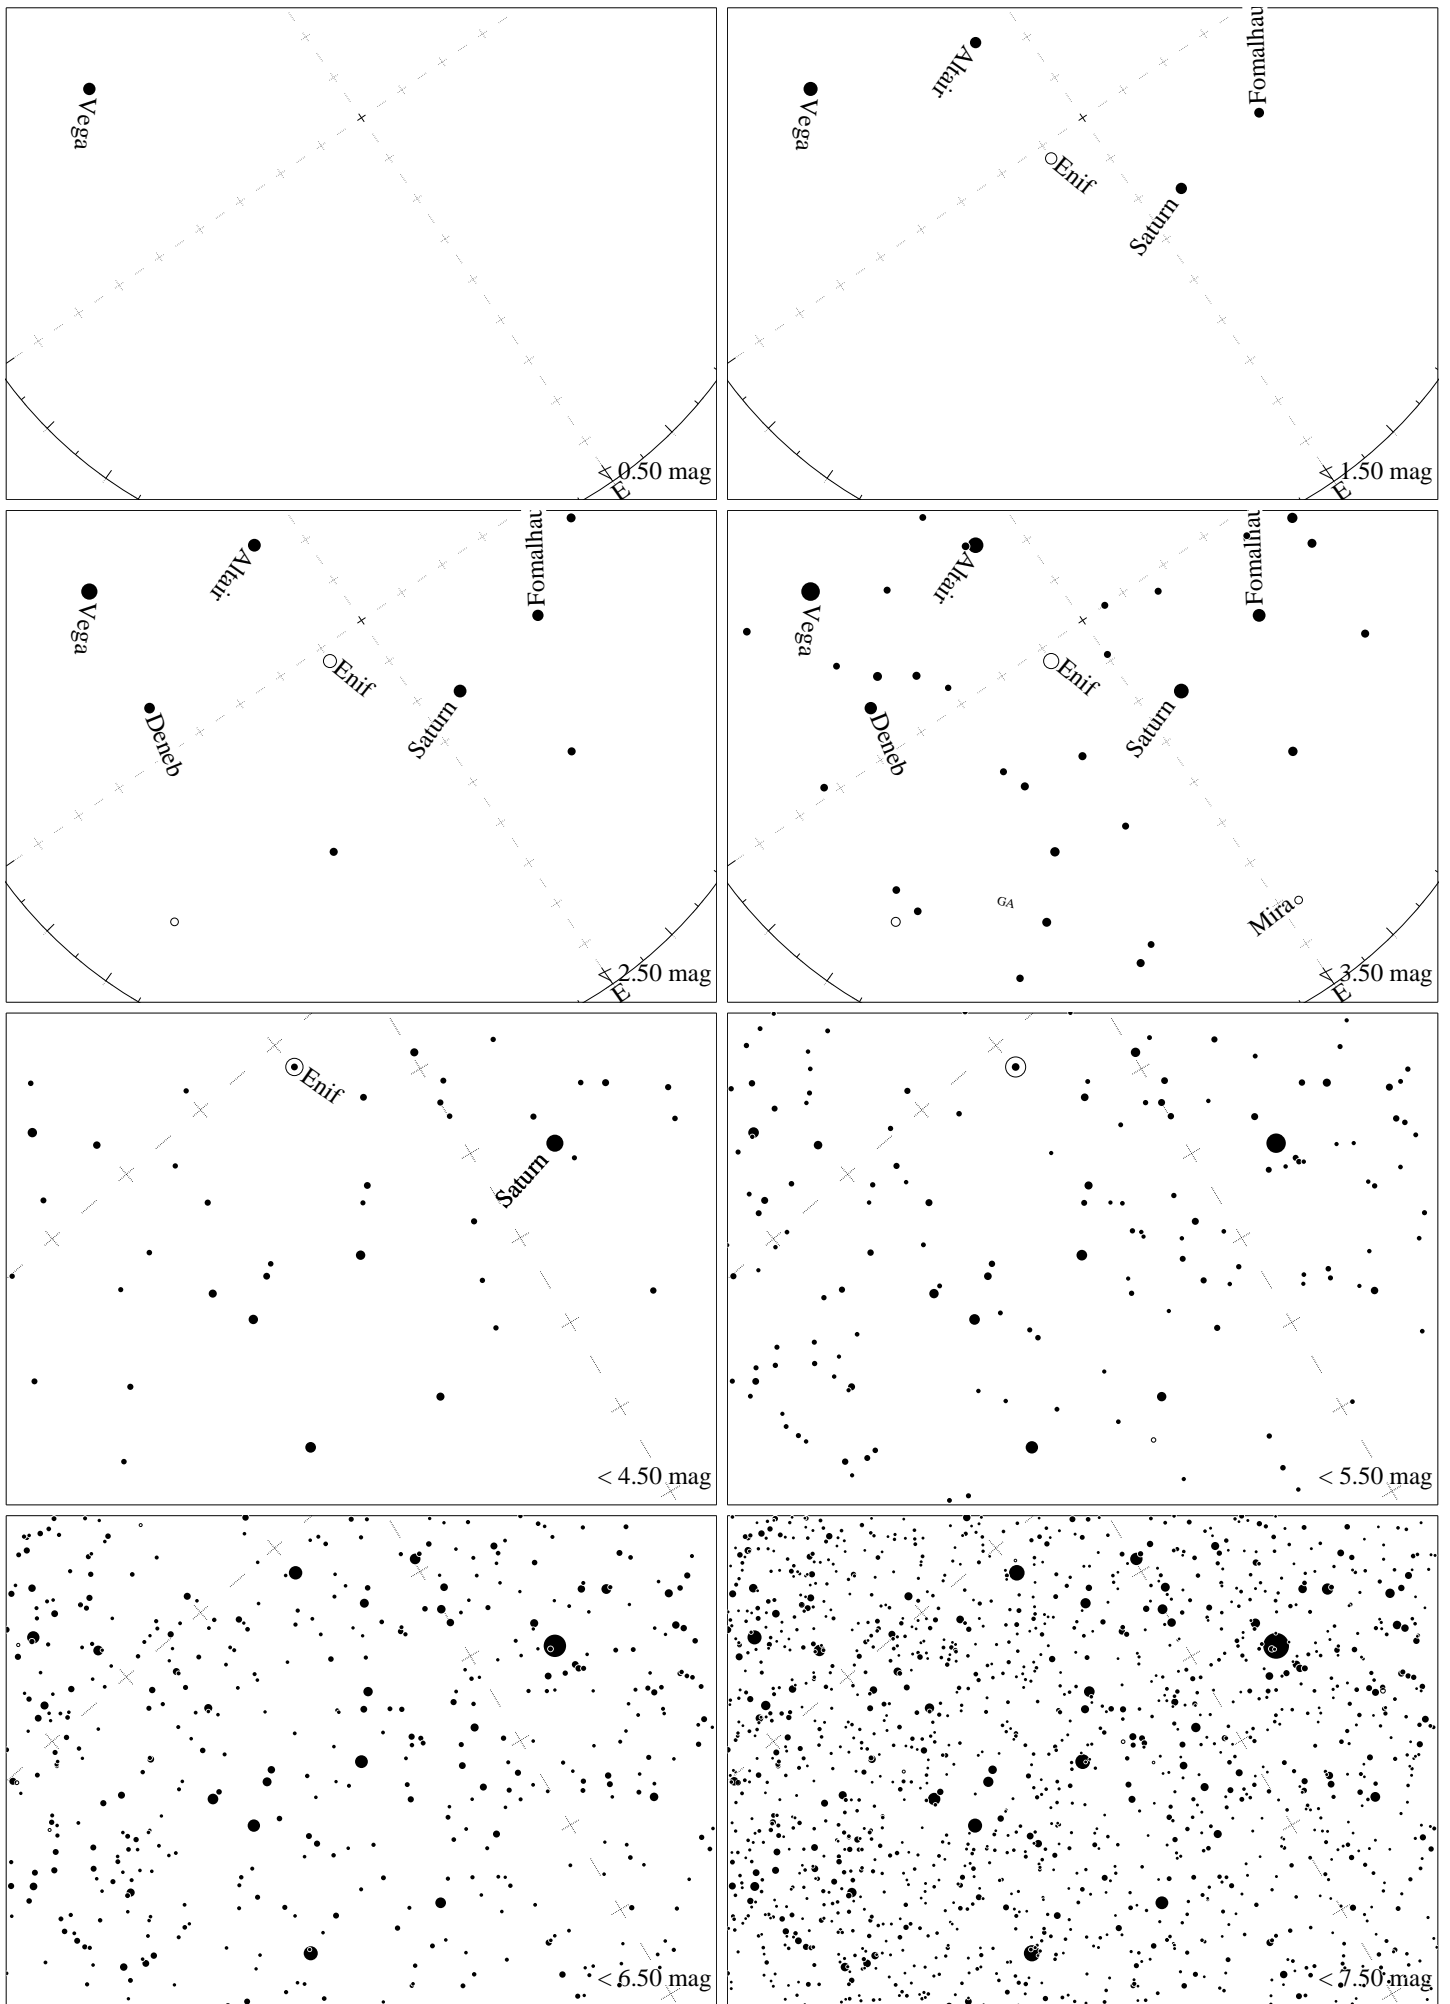 Vega
< 0.50 mag
E
Altair
Fomalhau
Vega
Enif
Saturn
< 1.50 mag
E
Altair
Fomalhau
Vega
Enif
Deneb
Saturn
< 2.50 mag
E
Altair
Fomalhau
Vega
Enif
Deneb
Saturn
GA
Mira
< 3.50 mag
E
Enif
Saturn
< 4.50 mag
< 5.50 mag
< 6.50 mag
< 7.50 mag